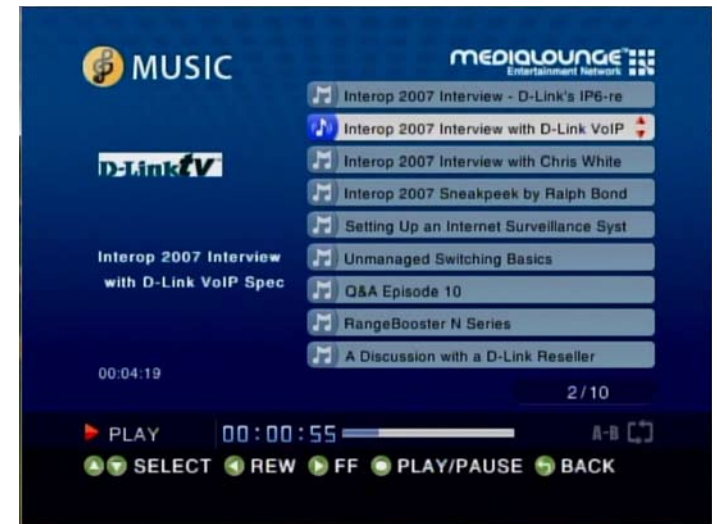 MUSIC
MEDIALOUNGE™
Entertainment Network
Interop 2007 Interview - D-Link's IP6-re
Interop 2007 Interview with D-Link VoIP
D-Link tv
Interop 2007 Interview with Chris White
Interop 2007 Sneakpeek by Ralph Bond
Setting Up an Internet Surveillance Syst
Interop 2007 Interview
with D-Link VoIP Spec
Unmanaged Switching Basics
Q&A Episode 10
RangeBooster N Series
A Discussion with a D-Link Reseller
00:04:19
2/10
PLAY 00:00:55 A-B
SELECT REW FF PLAY/PAUSE BACK